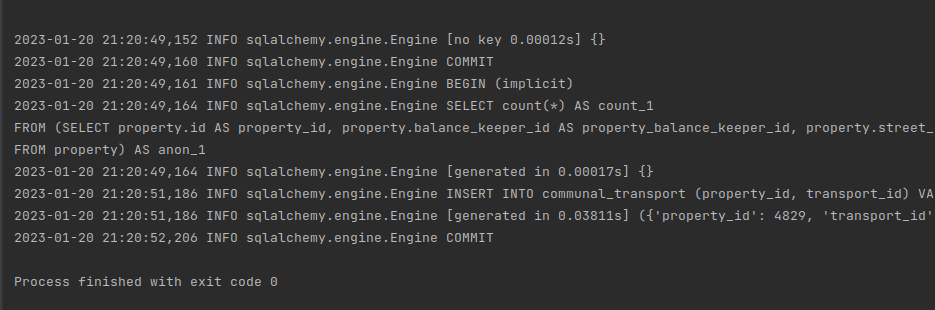 2023-01-20 21:20:49,152 INFO sqlalchemy.engine.Engine [no key 0.00012s] {}
2023-01-20 21:20:49,160 INFO sqlalchemy.engine.Engine COMMIT
2023-01-20 21:20:49,161 INFO sqlalchemy.engine.Engine BEGIN (implicit)
2023-01-20 21:20:49,164 INFO sqlalchemy.engine.Engine SELECT count(*) AS count_1
FROM (SELECT property.id AS property_id, property.balance_keeper_id AS property_balance_keeper_id, property.street_
FROM property) AS anon_1
2023-01-20 21:20:49,164 INFO sqlalchemy.engine.Engine [generated in 0.00017s] {}
2023-01-20 21:20:51,186 INFO sqlalchemy.engine.Engine INSERT INTO communal_transport (property_id, transport_id) VA
2023-01-20 21:20:51,186 INFO sqlalchemy.engine.Engine [generated in 0.03811s] ({'property_id': 4829, 'transport_id'
2023-01-20 21:20:52,206 INFO sqlalchemy.engine.Engine COMMIT
Process finished with exit code 0